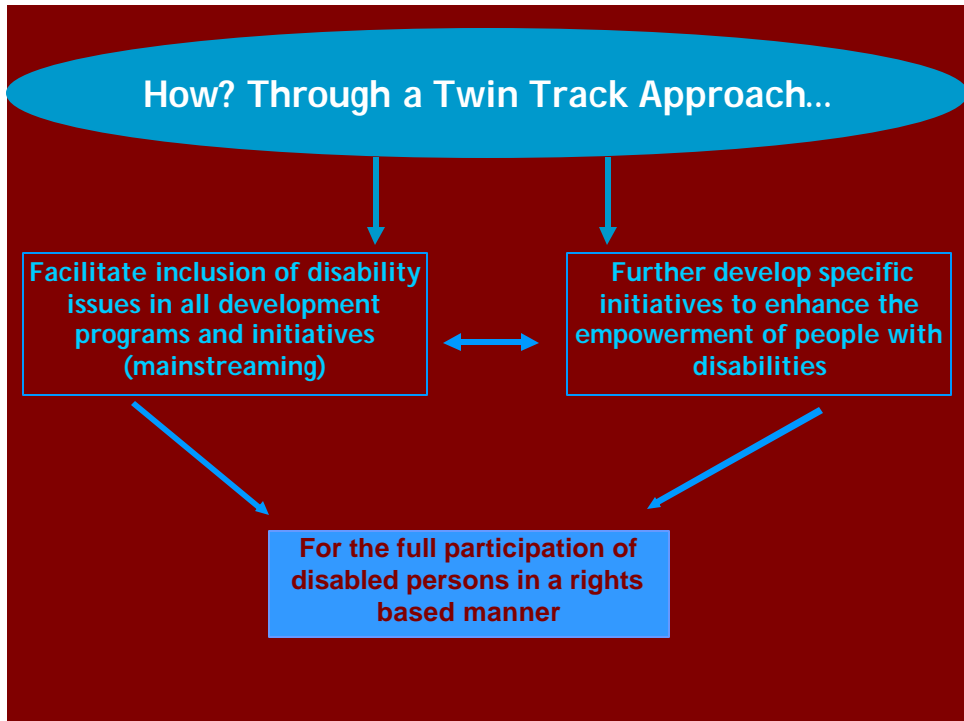 How? Through a Twin Track Approach...
Facilitate inclusion of disability
issues in all development
programs and initiatives
(mainstreaming)
Further develop specific
initiatives to enhance the
empowerment of people with
disabilities
For the full participation of
disabled persons in a rights
based manner